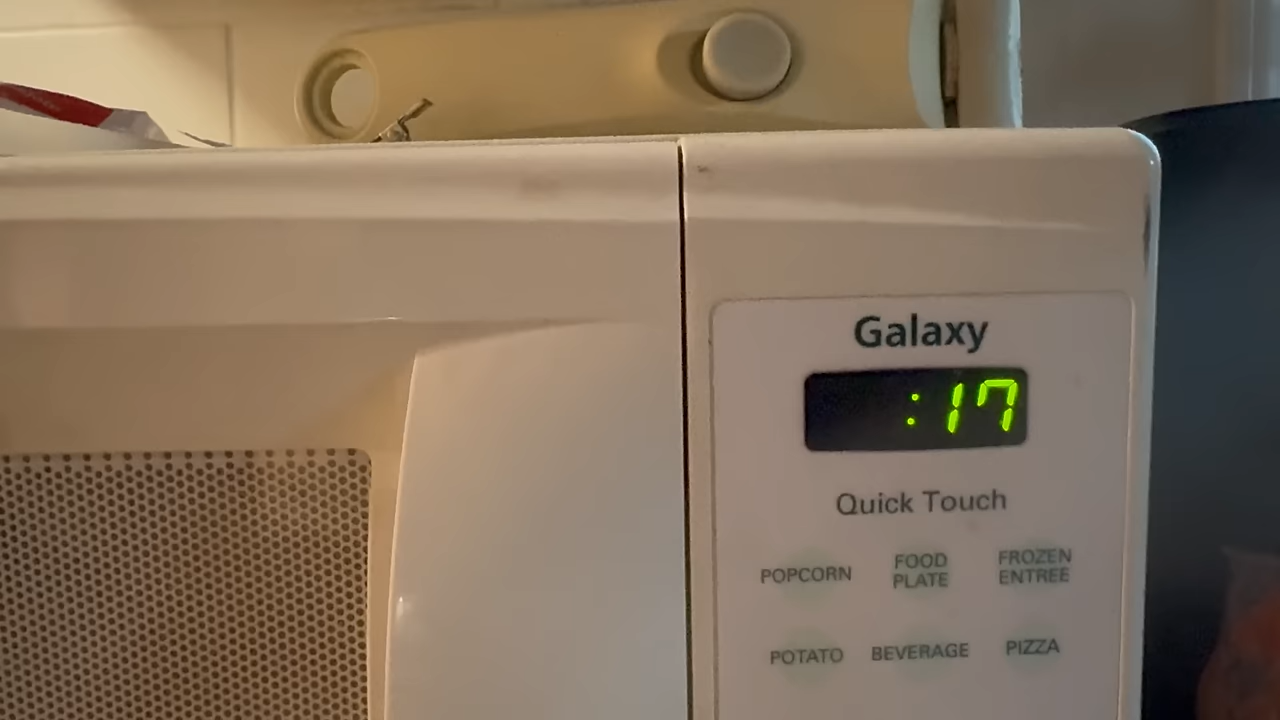 Galaxy
:17
Quick Touch
POPCORN
FOOD
PLATE
FROZEN
ENTREE
POTATO
BEVERAGE
PIZZA